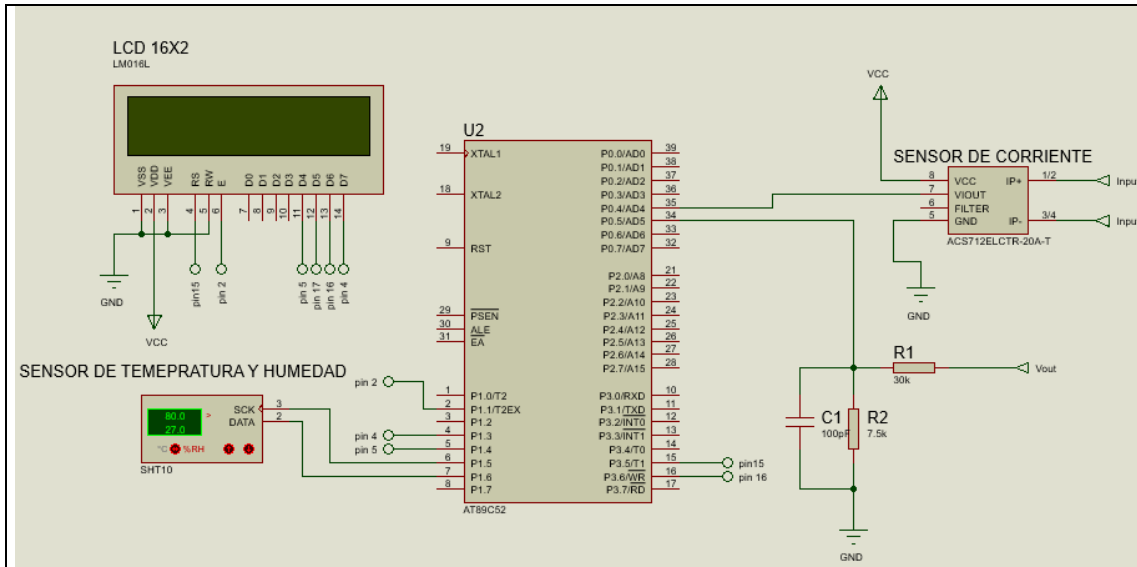 LCD 16X2
LM016L
VSS
VDD
VEE
RS
RW
E
D0
D1
D2
D3
D4
D5
D6
D7
1
2
3
4
5
6
7
8
9
10
11
12
13
14
GND
VCC
pin15
pin 2
pin 5
pin 17
pin 16
pin 4
SENSOR DE TEMEPRATURA Y HUMEDAD
80.0
27.0
>
°C
%RH
SCK 3
DATA 2
SHT10
pin 2
pin 4
pin 5
U2
19 XTAL1
18 XTAL2
9 RST
29 PSEN
30 ALE
31 EA
1 P1.0/T2
2 P1.1/T2EX
3 P1.2
4 P1.3
5 P1.4
6 P1.5
7 P1.6
8 P1.7
P0.0/AD0 39
P0.1/AD1 38
P0.2/AD2 37
P0.3/AD3 36
P0.4/AD4 35
P0.5/AD5 34
P0.6/AD6 33
P0.7/AD7 32
P2.0/A8 21
P2.1/A9 22
P2.2/A10 23
P2.3/A11 24
P2.4/A12 25
P2.5/A13 26
P2.6/A14 27
P2.7/A15 28
P3.0/RXD 10
P3.1/TXD 11
P3.2/INT0 12
P3.3/INT1 13
P3.4/T0 14
P3.5/T1 15
P3.6/WR 16
P3.7/RD 17
AT89C52
pin15
pin 16
VCC
SENSOR DE CORRIENTE
8 VCC
7 VIOUT
6 FILTER
5 GND
IP+ 1/2
IP- 3/4
Input
Input
ACS712ELCTR-20A-T
GND
R1
30k
Vout
C1
100pF
R2
7.5k
GND